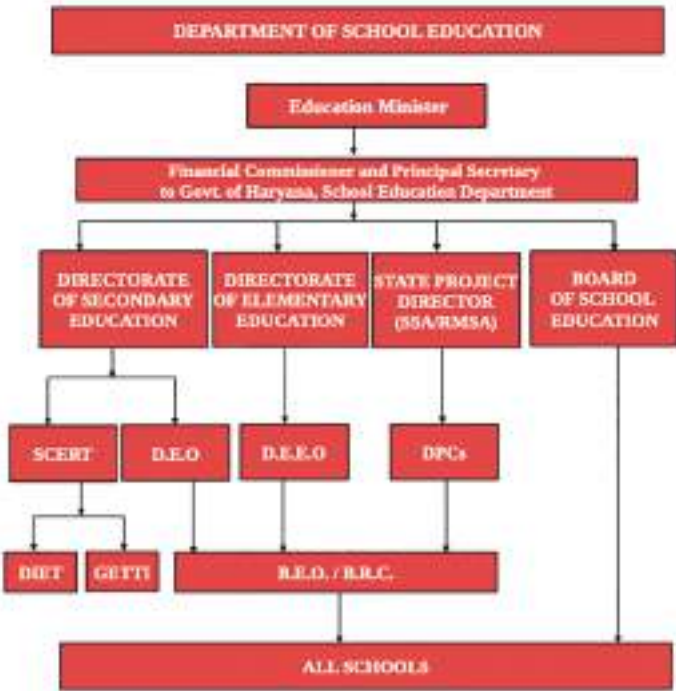 DEPARTMENT OF SCHOOL EDUCATION
Education Minister
Financial Commissioner and Principal Secretary
to Govt. of Haryana, School Education Department
DIRECTORATE
OF SECONDARY
EDUCATION
DIRECTORATE
OF ELEMENTARY
EDUCATION
STATE PROJECT
DIRECTOR
(SSA/RMSA)
BOARD
OF SCHOOL
EDUCATION
SCERT
D.E.O
D.E.E.O
DPCs
DIET
GETTI
B.E.O. / B.R.C.
ALL SCHOOLS